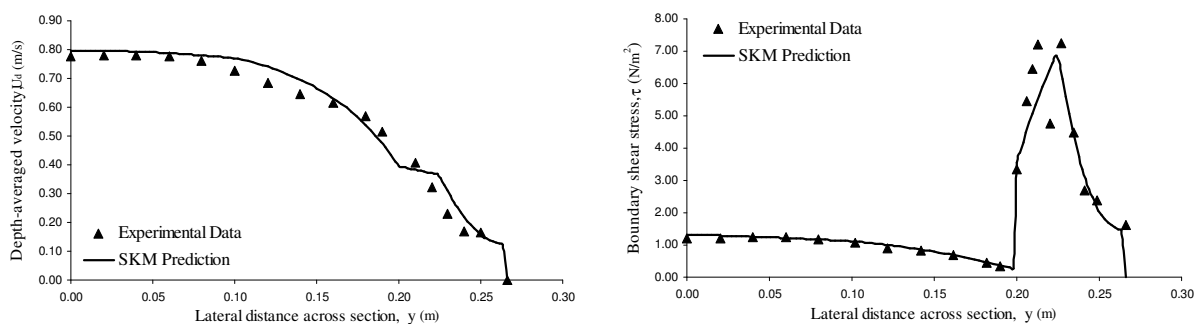 Depth-averaged velocity,Ud (m/s)
0.90
0.80
0.70
0.60
0.50
0.40
0.30
0.20
0.10
0.00
Experimental Data
SKM Prediction
0.00 0.05 0.10 0.15 0.20 0.25 0.30
Lateral distance across section, y (m)
Boundary shear stress,τ (N/m²)
8.00
7.00
6.00
5.00
4.00
3.00
2.00
1.00
0.00
Experimental Data
SKM Prediction
0.00 0.05 0.10 0.15 0.20 0.25 0.30
Lateral distance across section, y (m)